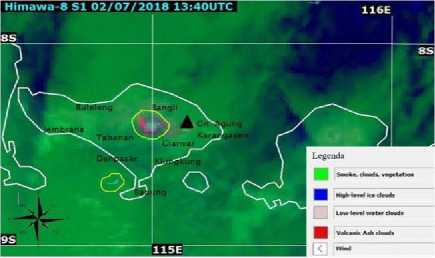 Himawa-8 S1 02/07/2018 13:40UTC
116E
8S
8S
Buleleng
Bangli
Gn. Agung
Jembrana
Karangasem
Tabanan
Gianyar
Denpasar
Klungkung
Badung
Legenda
Smoke, clouds, vegetation
High-level ice clouds
Low-level water clouds
Volcanic Ash clouds
Wind
9S
115E